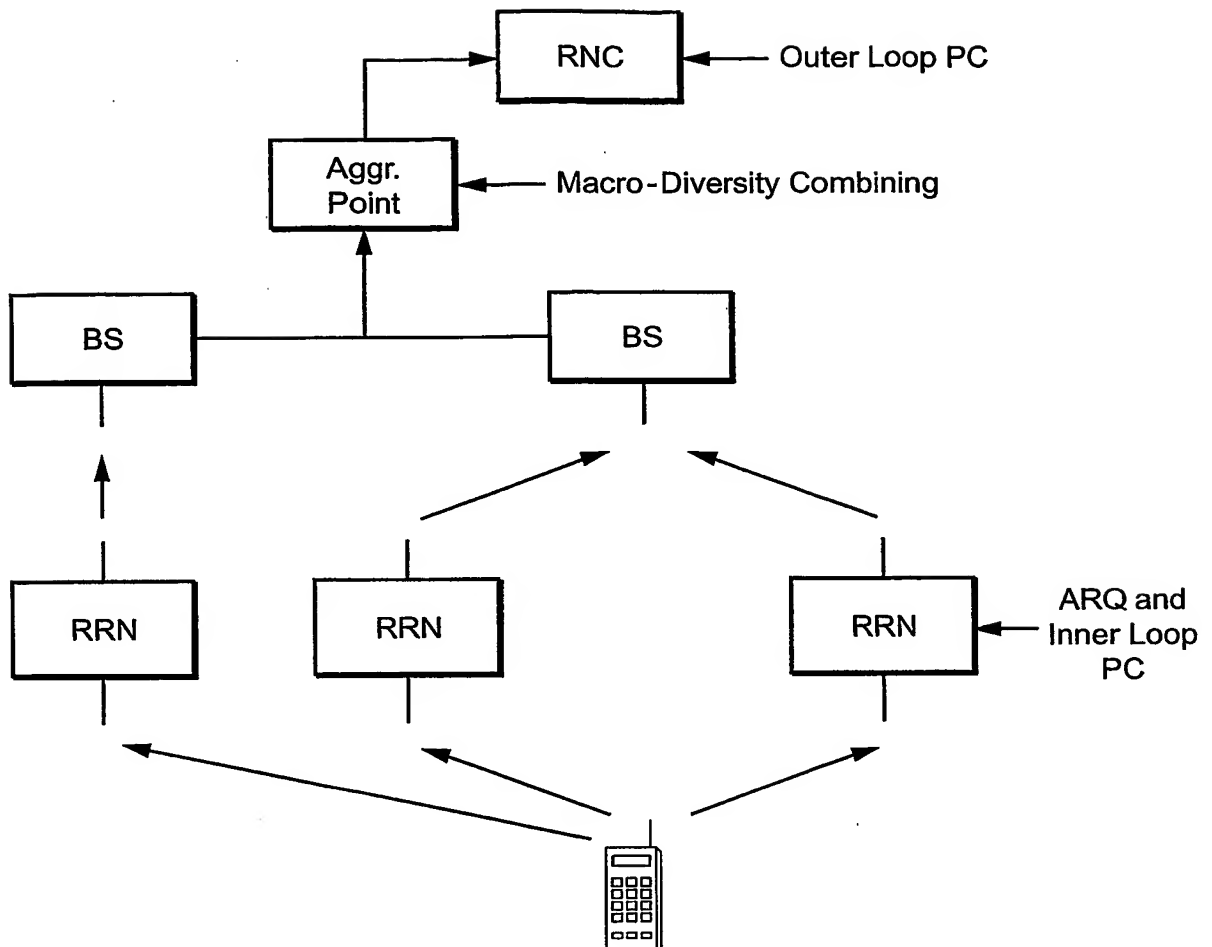 RNC
Outer Loop PC
Aggr.
Point
Macro-Diversity Combining
BS
BS
RRN
RRN
RRN
ARQ and
Inner Loop
PC